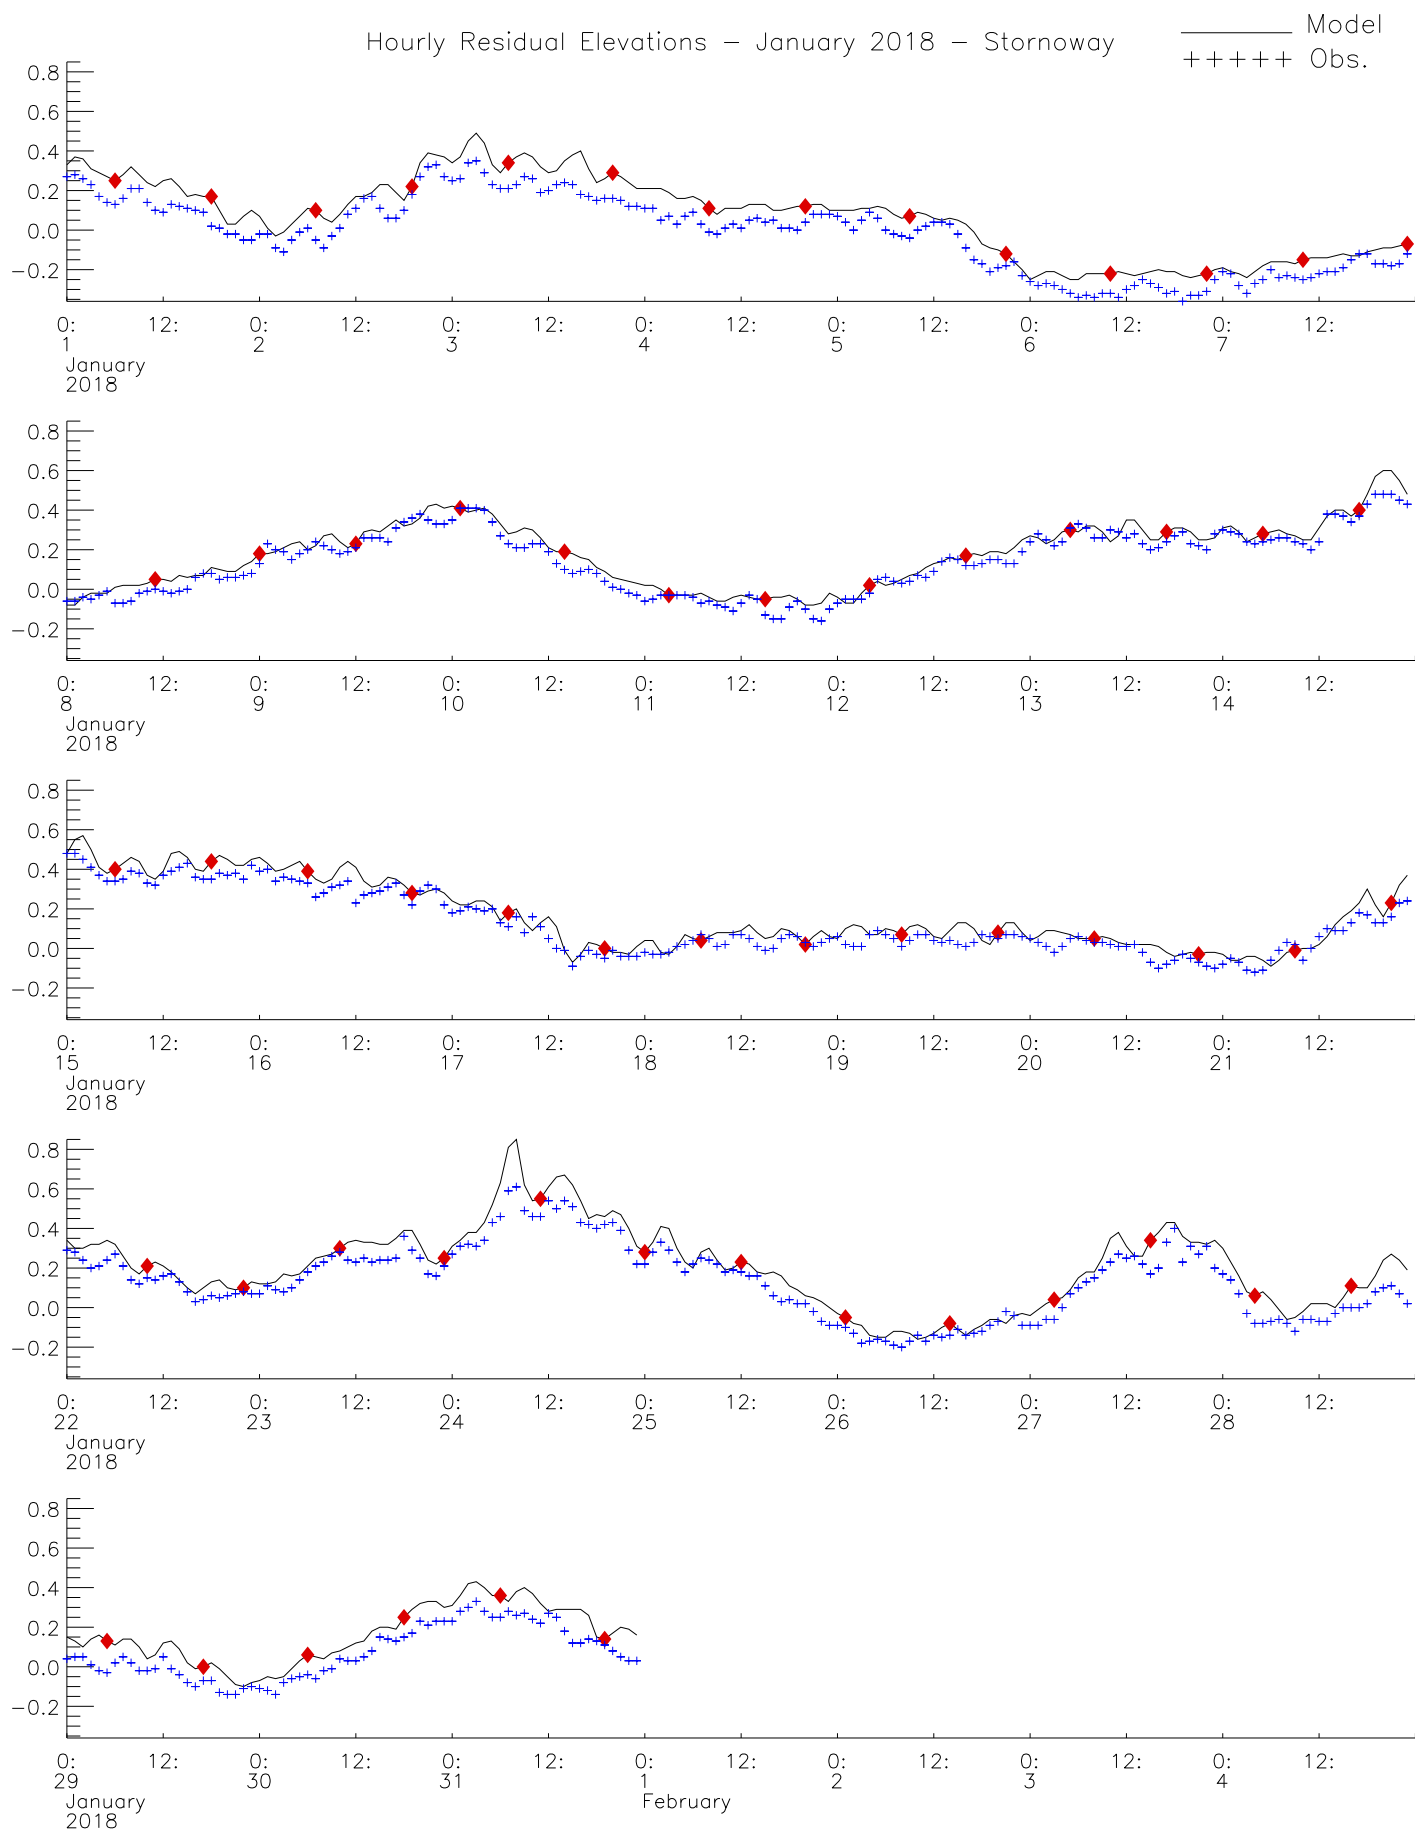 Hourly Residual Elevations – January 2018 – Stornoway
Model
+++++ Obs.
0.8
0.6
0.4
0.2
0.0
−0.2
0: 12: 0: 12: 0: 12: 0: 12: 0: 12: 0: 12: 0: 12:
1 2 3 4 5 6 7
January
2018
0.8
0.6
0.4
0.2
0.0
−0.2
0: 12: 0: 12: 0: 12: 0: 12: 0: 12: 0: 12: 0: 12:
8 9 10 11 12 13 14
January
2018
0.8
0.6
0.4
0.2
0.0
−0.2
0: 12: 0: 12: 0: 12: 0: 12: 0: 12: 0: 12: 0: 12:
15 16 17 18 19 20 21
January
2018
0.8
0.6
0.4
0.2
0.0
−0.2
0: 12: 0: 12: 0: 12: 0: 12: 0: 12: 0: 12: 0: 12:
22 23 24 25 26 27 28
January
2018
0.8
0.6
0.4
0.2
0.0
−0.2
0: 12: 0: 12: 0: 12: 0: 12: 0: 12: 0: 12: 0: 12:
29 30 31 1 2 3 4
January February
2018